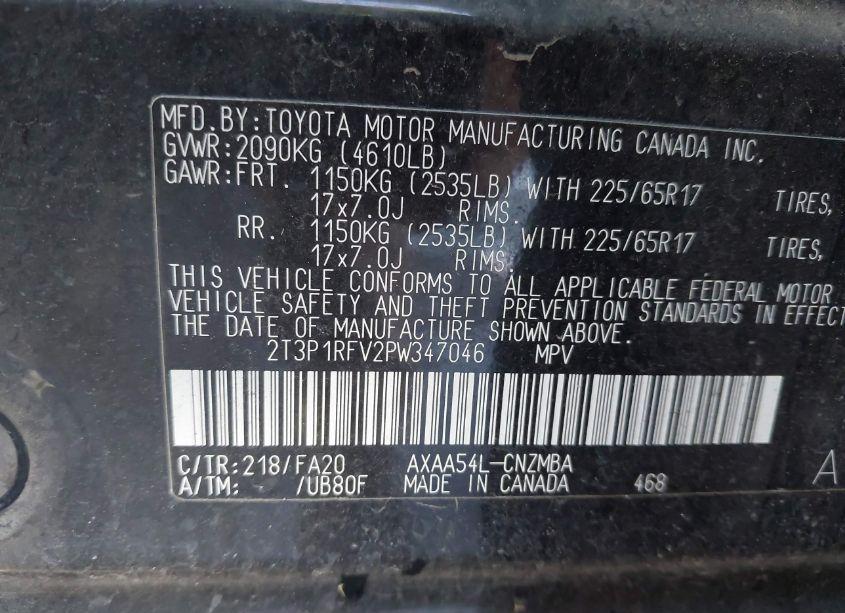 MFD.BY:TOYOTA MOTOR MANUFACTURING CANADA INC.
GVWR:2090KG (4610LB)
GAWR:FRT. 1150KG (2535LB) WITH 225/65R17 TIRES,
17x7.0J RIMS.
RR. 1150KG (2535LB) WITH 225/65R17 TIRES,
17x7.0J RIMS.
THIS VEHICLE CONFORMS TO ALL APPLICABLE FEDERAL MOTOR
VEHICLE SAFETY AND THEFT PREVENTION STANDARDS IN EFFECT
THE DATE OF MANUFACTURE SHOWN ABOVE.
2T3P1RFV2PW347046 MPV
C/TR:218/FA20 AXAA54L-CNZMBA A
A/TM: /UB80F MADE IN CANADA 468